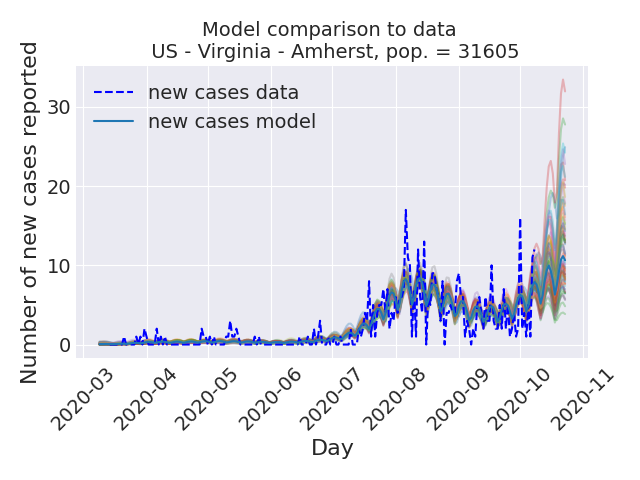 Model comparison to data
US - Virginia - Amherst, pop. = 31605
Number of new cases reported
30
20
10
0
new cases data
new cases model
2020-03
2020-04
2020-05
2020-06
2020-07
2020-08
2020-09
2020-10
2020-11
Day